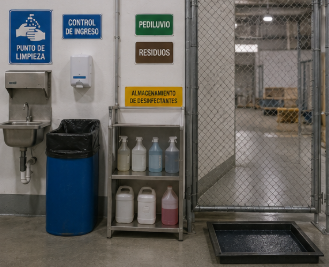 PUNTO DE
LIMPIEZA
CONTROL
DE INGRESO
PEDILUVIO
RESIDUOS
ALMACENAMIENTO
DE DESINFECTANTES